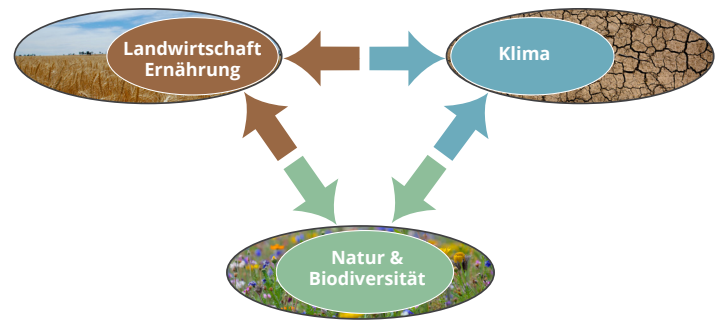 Landwirtschaft
Ernährung
Klima
Natur &
Biodiversität